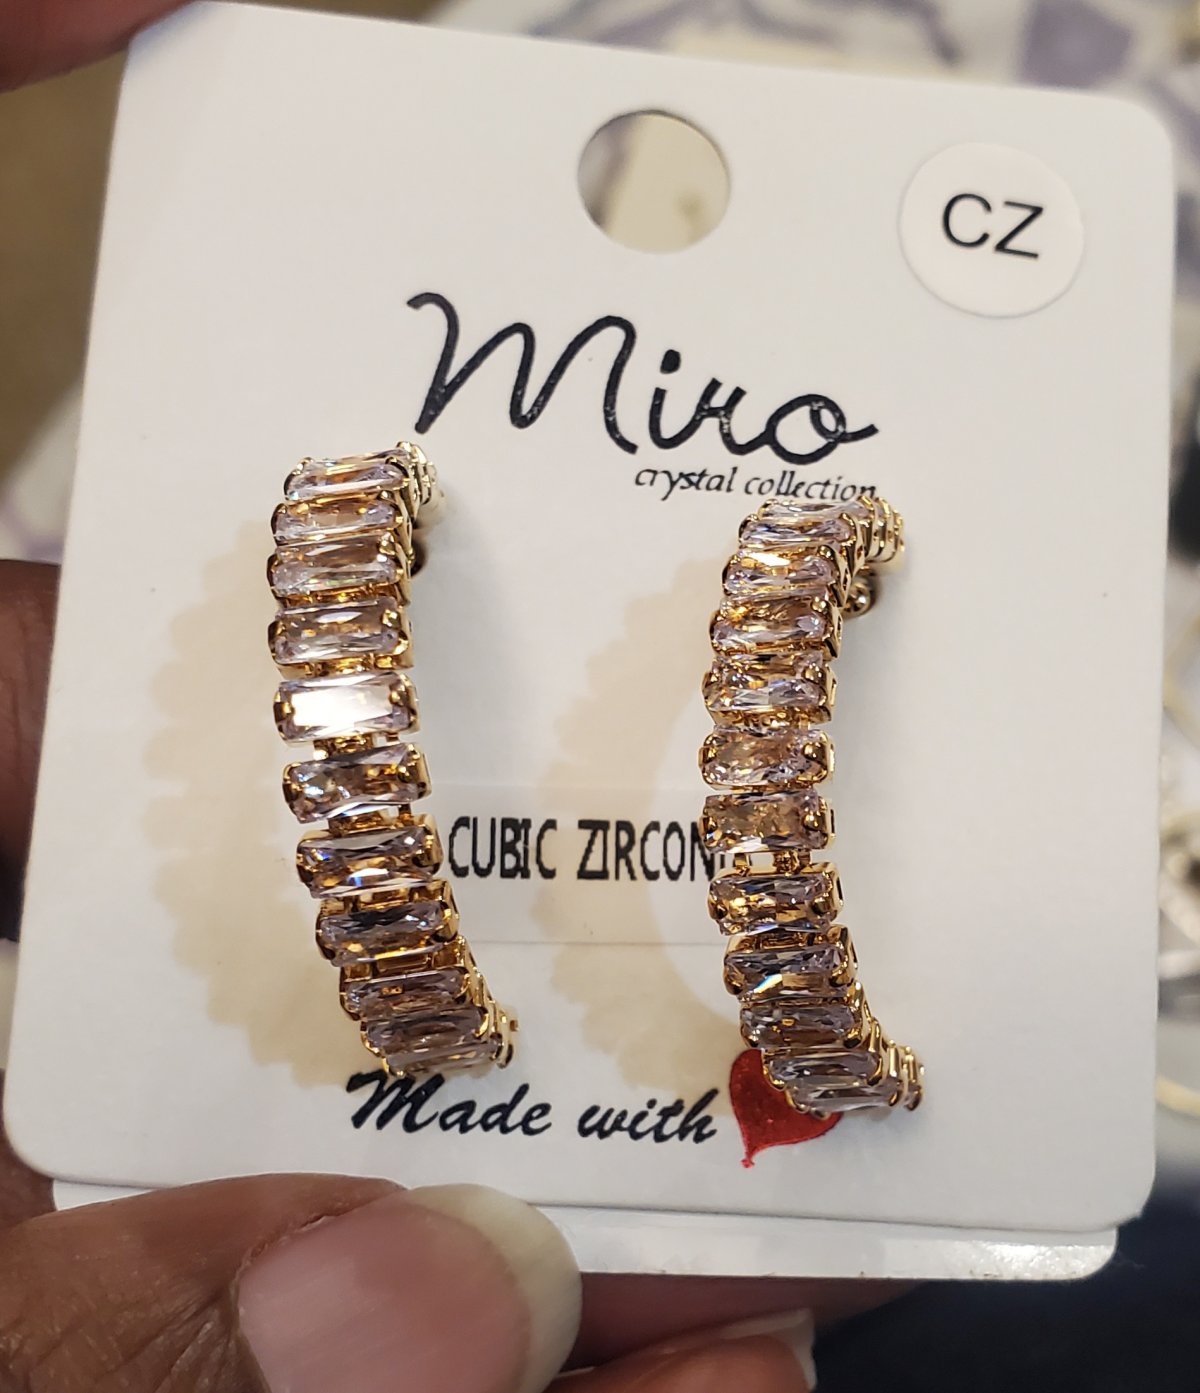 CZ
Miro
crystal collection
CUBIC ZIRCON
Made with